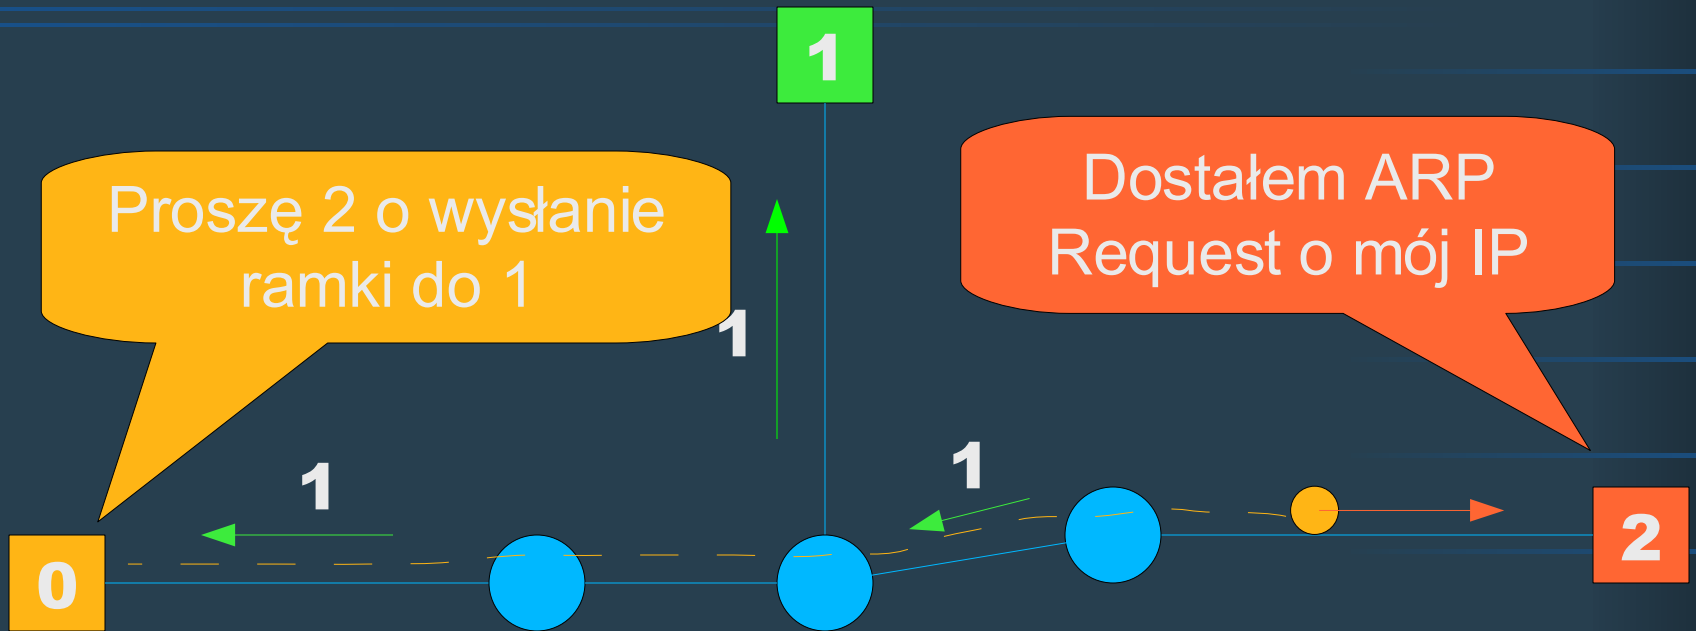 1
Proszę 2 o wysłanie
ramki do 1
Dostałem ARP
Request o mój IP
1
1
1
0
2